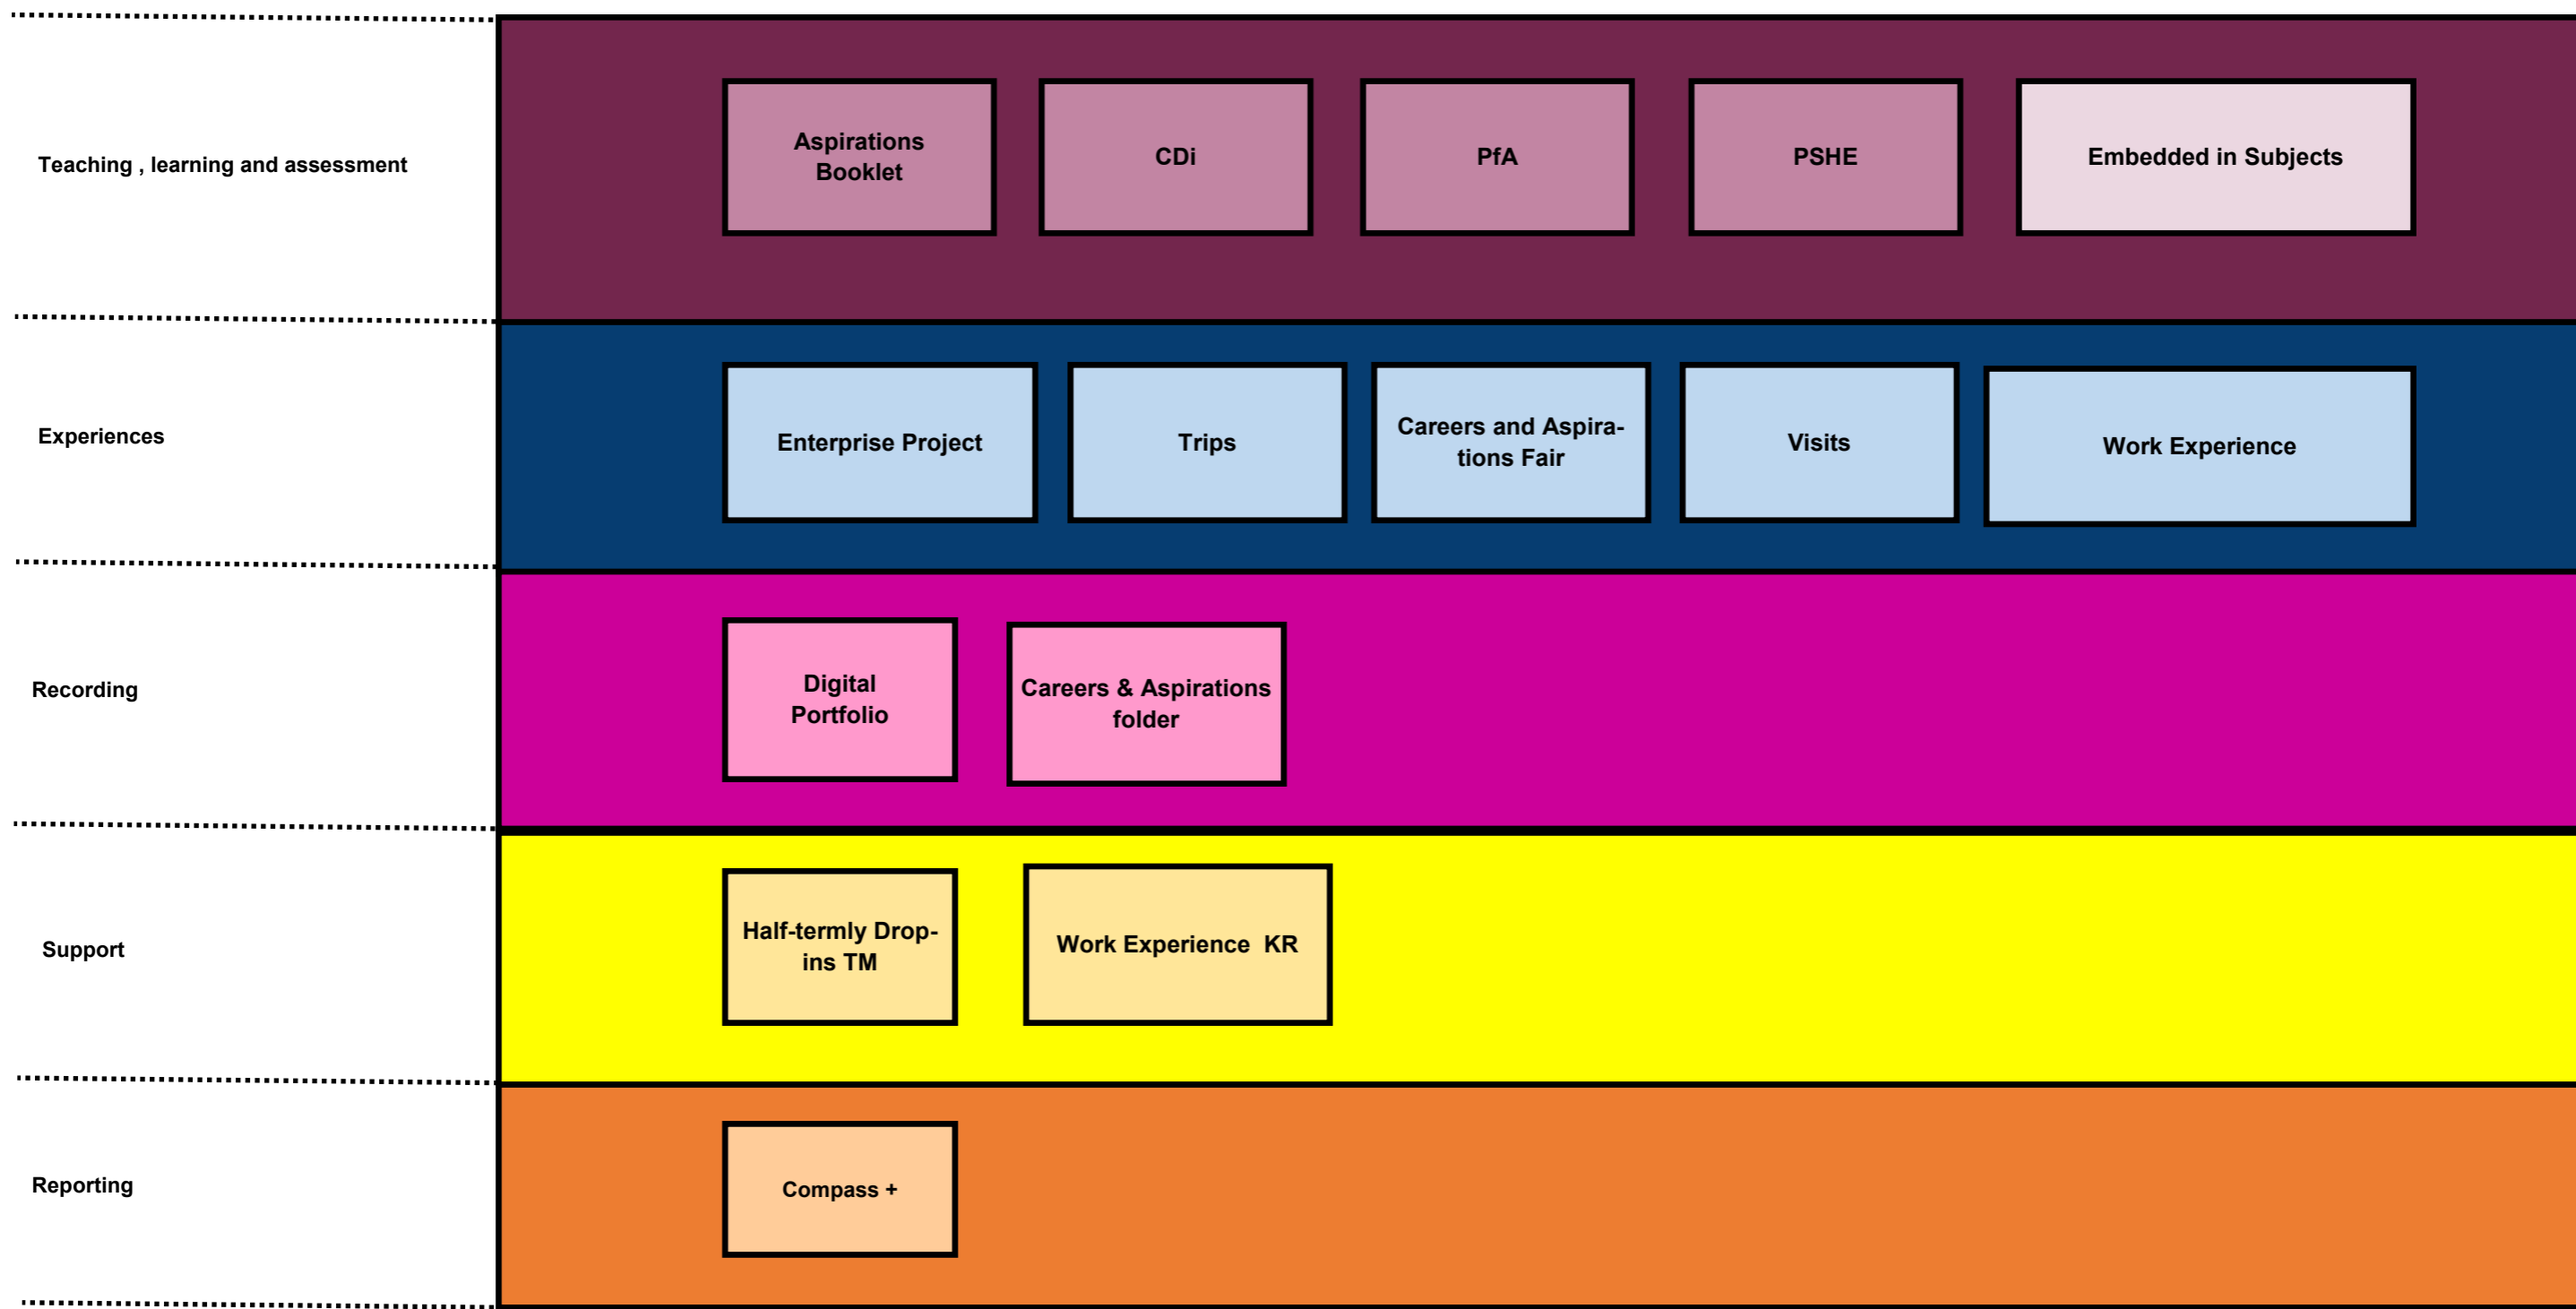 Teaching , learning and assessment
Aspirations
Booklet
CDi
PfA
PSHE
Embedded in Subjects
Experiences
Enterprise Project
Trips
Careers and Aspira-
tions Fair
Visits
Work Experience
Recording
Digital
Portfolio
Careers & Aspirations
folder
Support
Half-termly Drop-
ins TM
Work Experience  KR
Reporting
Compass +